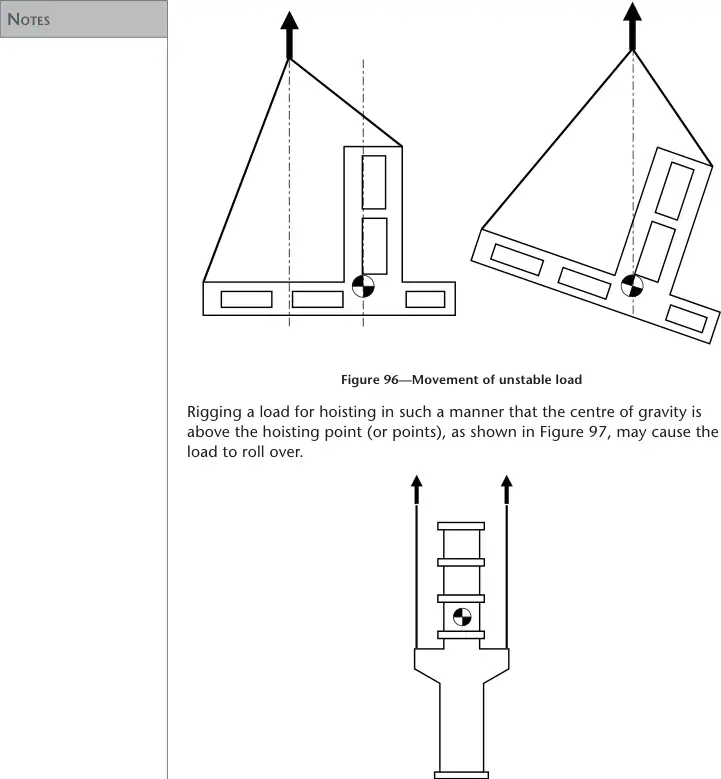 NOTES
Figure 96—Movement of unstable load
Rigging a load for hoisting in such a manner that the centre of gravity is
above the hoisting point (or points), as shown in Figure 97, may cause the
load to roll over.